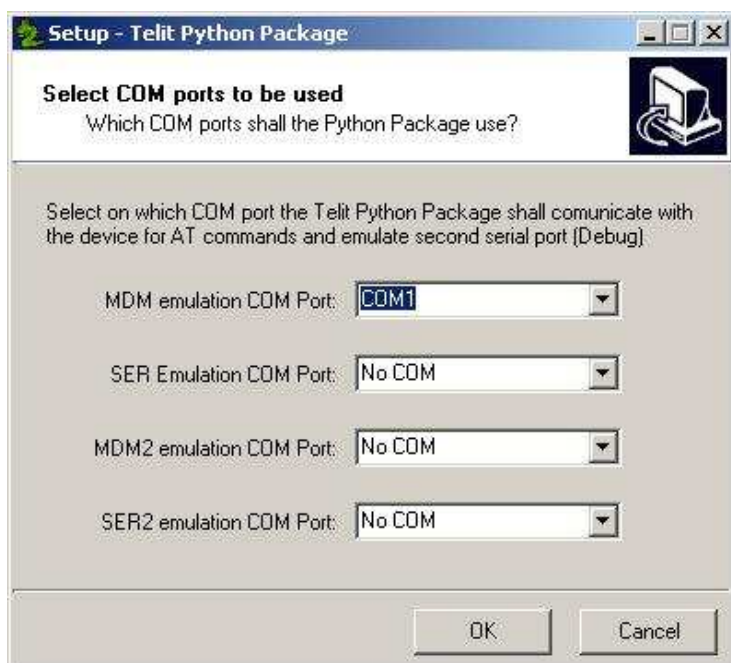 Setup - Telit Python Package
Select COM ports to be used
Which COM ports shall the Python Package use?
Select on which COM port the Telit Python Package shall comunicate with
the device for AT commands and emulate second serial port (Debug)
MDM emulation COM Port: COM1
SER Emulation COM Port: No COM
MDM2 emulation COM Port: No COM
SER2 emulation COM Port: No COM
OK Cancel